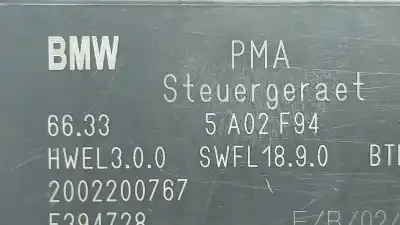 BMW PMA
Steuergeraet
66.33 5 A02 F94
HWEL3.0.0 SWFL18.9.0
2002200767